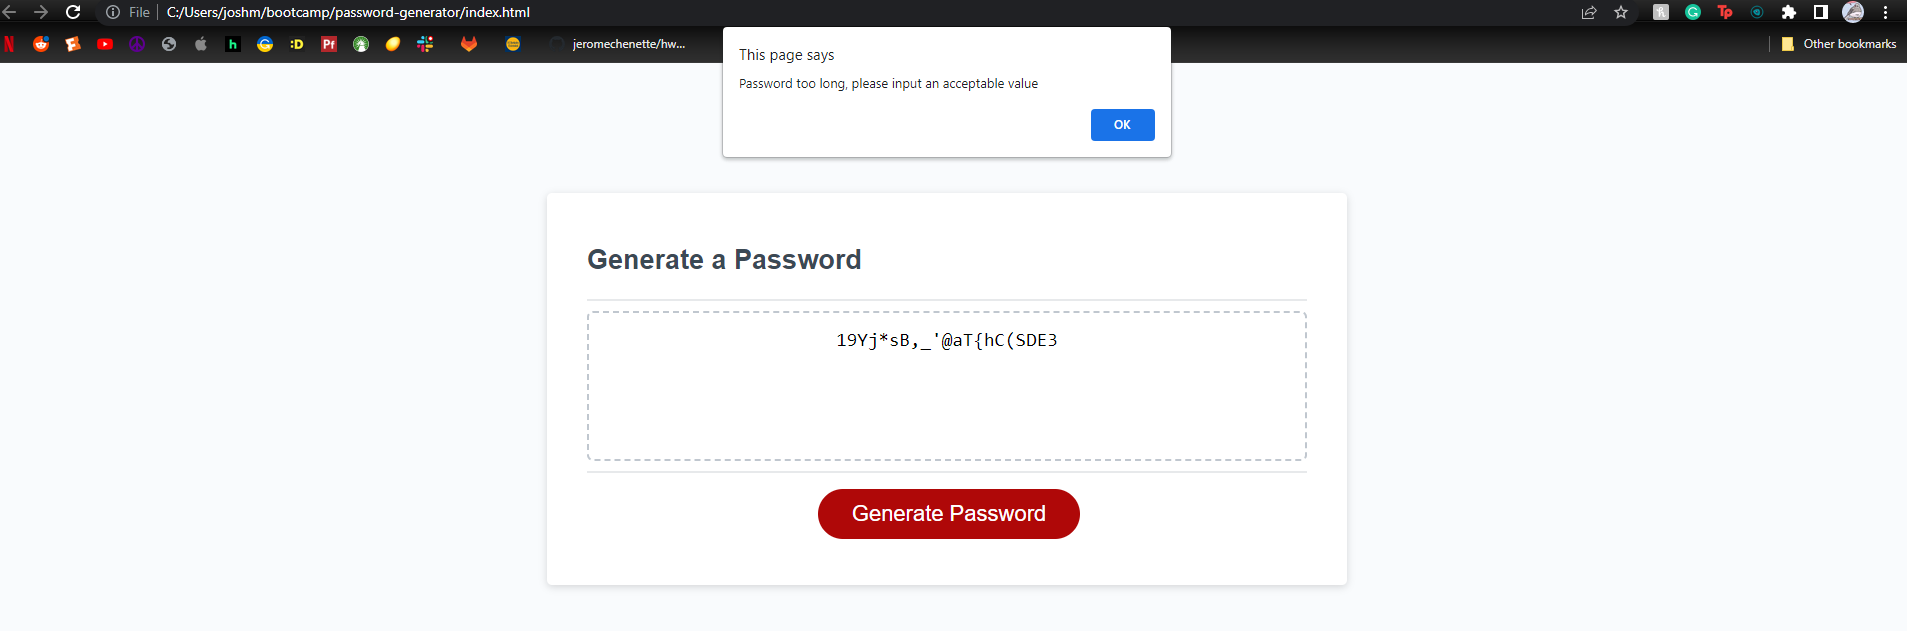 File C:/Users/joshm/bootcamp/password-generator/index.html
h :D Pf jeromechenette/hw... Other bookmarks
This page says
Password too long, please input an acceptable value
OK
Generate a Password
19Yj*sB,_'@aT{hC(SDE3
Generate Password